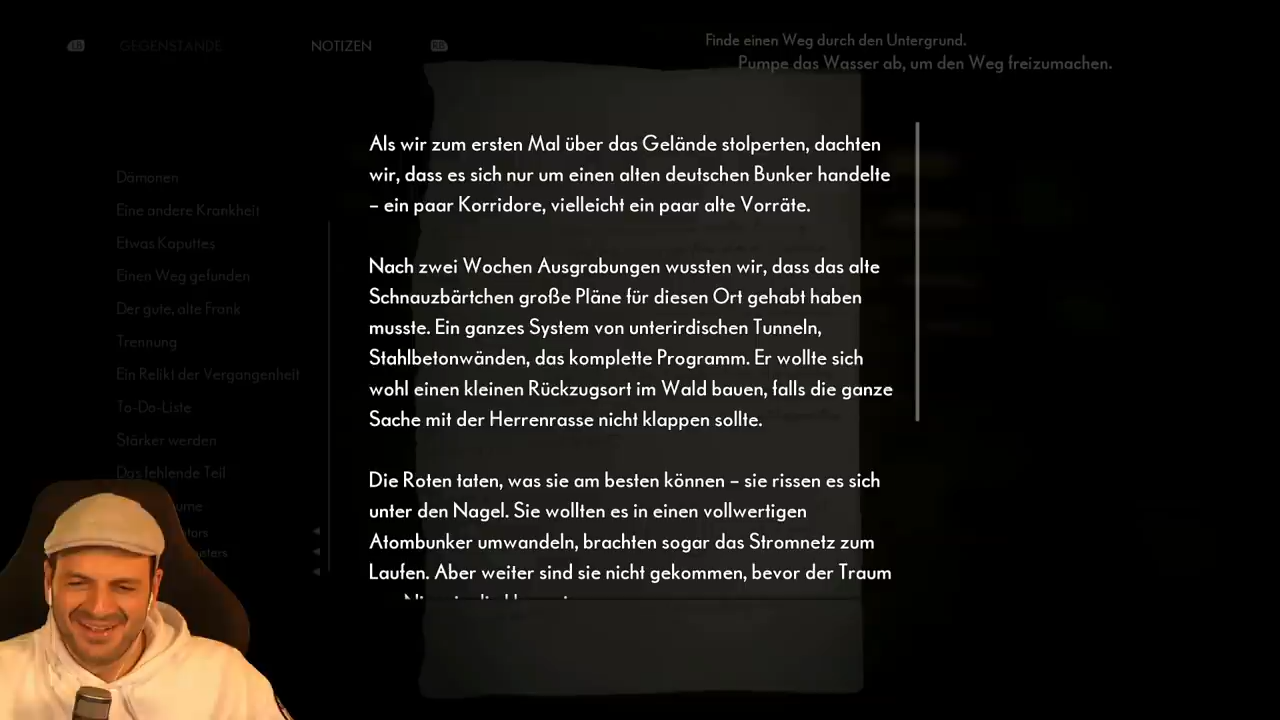 LB GEGENSTÄNDE NOTIZEN RB
Finde einen Weg durch den Untergrund.
Pumpe das Wasser ab, um den Weg freizumachen.
Dämonen
Eine andere Krankheit
Etwas Kaputtes
Einen Weg gefunden
Der gute, alte Frank
Trennung
Ein Relikt der Vergangenheit
To-Do-Liste
Stärker werden
Das fehlende Teil
Als wir zum ersten Mal über das Gelände stolperten, dachten
wir, dass es sich nur um einen alten deutschen Bunker handelte
– ein paar Korridore, vielleicht ein paar alte Vorräte.
Nach zwei Wochen Ausgrabungen wussten wir, dass das alte
Schnauzbärtchen große Pläne für diesen Ort gehabt haben
musste. Ein ganzes System von unterirdischen Tunneln,
Stahlbetonwänden, das komplette Programm. Er wollte sich
wohl einen kleinen Rückzugsort im Wald bauen, falls die ganze
Sache mit der Herrenrasse nicht klappen sollte.
Die Roten taten, was sie am besten können – sie rissen es sich
unter den Nagel. Sie wollten es in einen vollwertigen
Atombunker umwandeln, brachten sogar das Stromnetz zum
Laufen. Aber weiter sind sie nicht gekommen, bevor der Traum